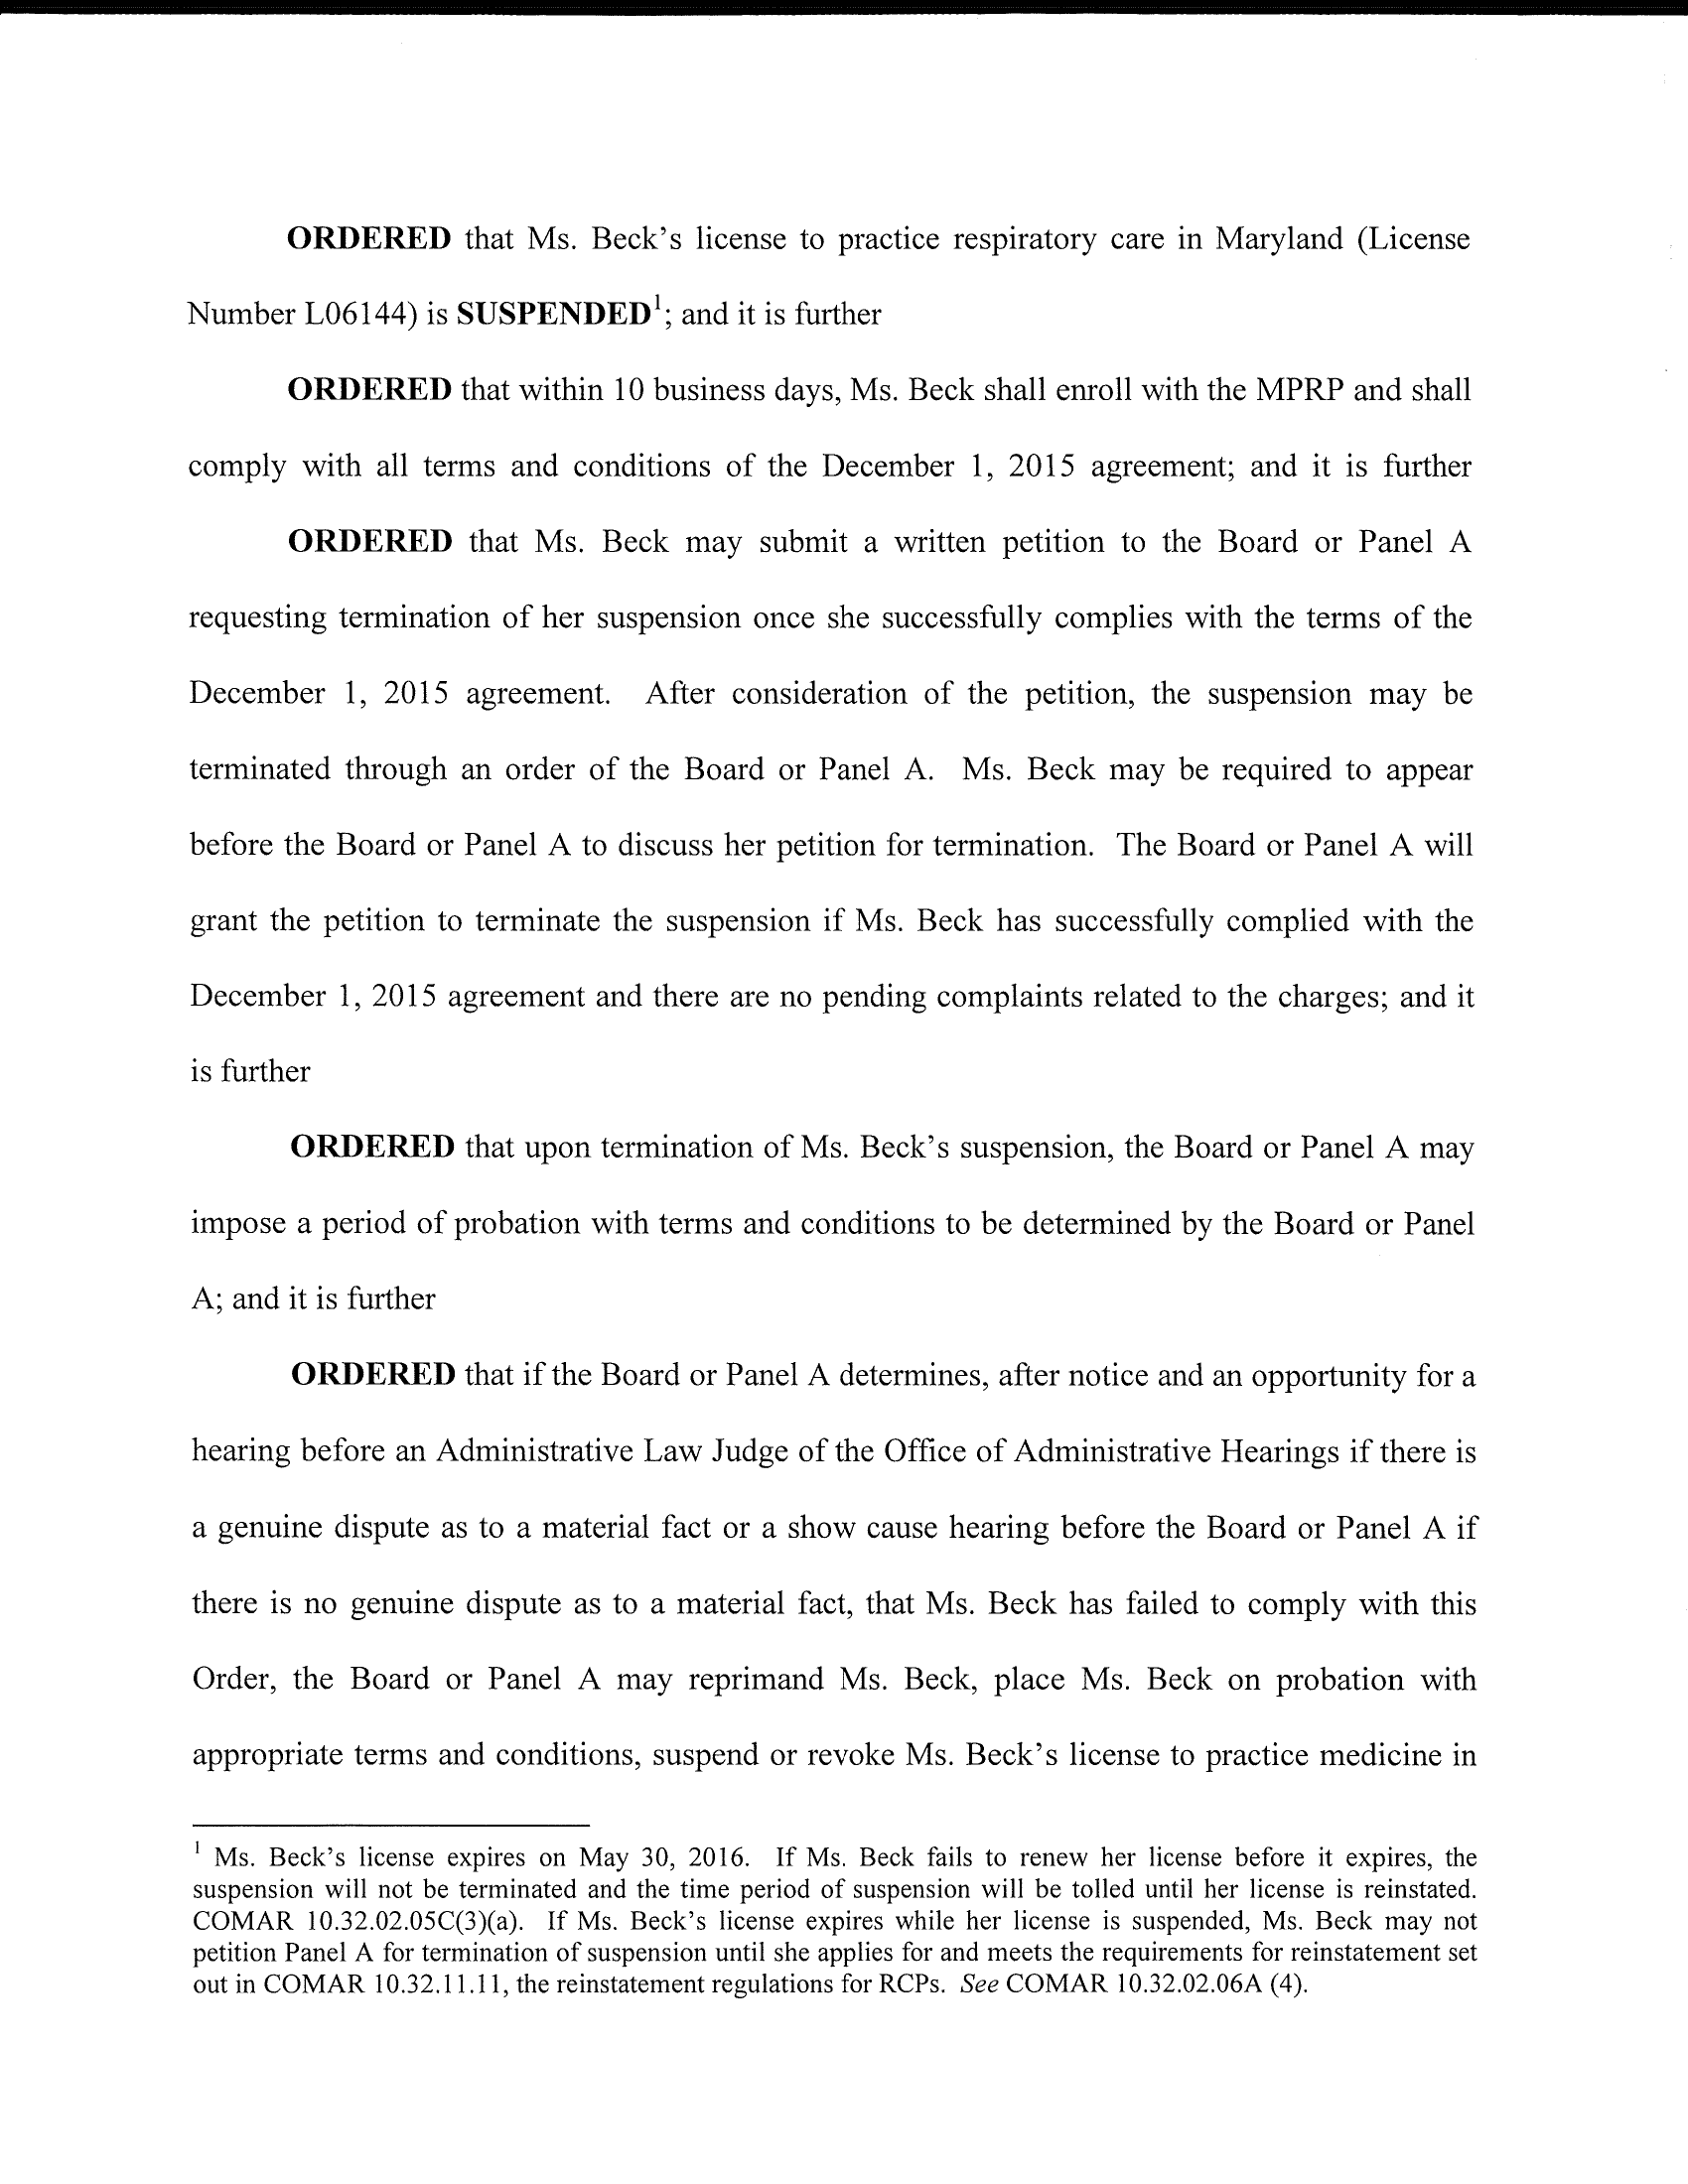 ORDERED that Ms. Beck's license to practice respiratory care in Maryland (License
Number L06144) is SUSPENDED¹; and it is further
ORDERED that within 10 business days, Ms. Beck shall enroll with the MPRP and shall
comply with all terms and conditions of the December 1, 2015 agreement; and it is further
ORDERED that Ms. Beck may submit a written petition to the Board or Panel A
requesting termination of her suspension once she successfully complies with the terms of the
December 1, 2015 agreement. After consideration of the petition, the suspension may be
terminated through an order of the Board or Panel A. Ms. Beck may be required to appear
before the Board or Panel A to discuss her petition for termination. The Board or Panel A will
grant the petition to terminate the suspension if Ms. Beck has successfully complied with the
December 1, 2015 agreement and there are no pending complaints related to the charges; and it
is further
ORDERED that upon termination of Ms. Beck's suspension, the Board or Panel A may
impose a period of probation with terms and conditions to be determined by the Board or Panel
A; and it is further
ORDERED that if the Board or Panel A determines, after notice and an opportunity for a
hearing before an Administrative Law Judge of the Office of Administrative Hearings if there is
a genuine dispute as to a material fact or a show cause hearing before the Board or Panel A if
there is no genuine dispute as to a material fact, that Ms. Beck has failed to comply with this
Order, the Board or Panel A may reprimand Ms. Beck, place Ms. Beck on probation with
appropriate terms and conditions, suspend or revoke Ms. Beck's license to practice medicine in
¹ Ms. Beck's license expires on May 30, 2016. If Ms. Beck fails to renew her license before it expires, the
suspension will not be terminated and the time period of suspension will be tolled until her license is reinstated.
COMAR 10.32.02.05C(3)(a). If Ms. Beck's license expires while her license is suspended, Ms. Beck may not
petition Panel A for termination of suspension until she applies for and meets the requirements for reinstatement set
out in COMAR 10.32.11.11, the reinstatement regulations for RCPs. See COMAR 10.32.02.06A (4).